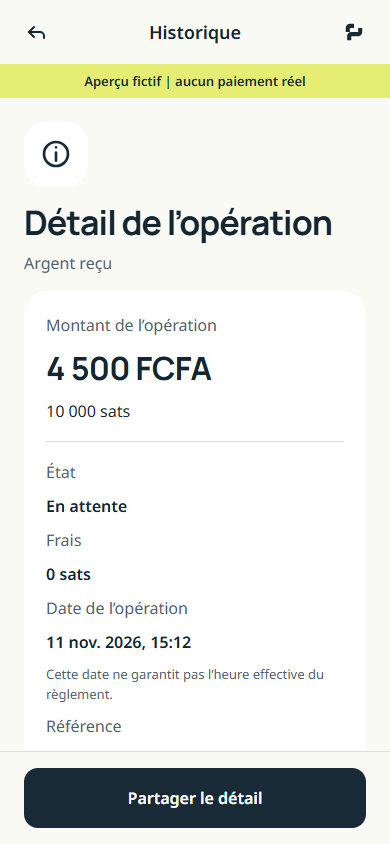 Historique
Aperçu fictif | aucun paiement réel
Détail de l’opération
Argent reçu
Montant de l’opération
4 500 FCFA
10 000 sats
État
En attente
Frais
0 sats
Date de l’opération
11 nov. 2026, 15:12
Cette date ne garantit pas l’heure effective du
règlement.
Référence
Partager le détail